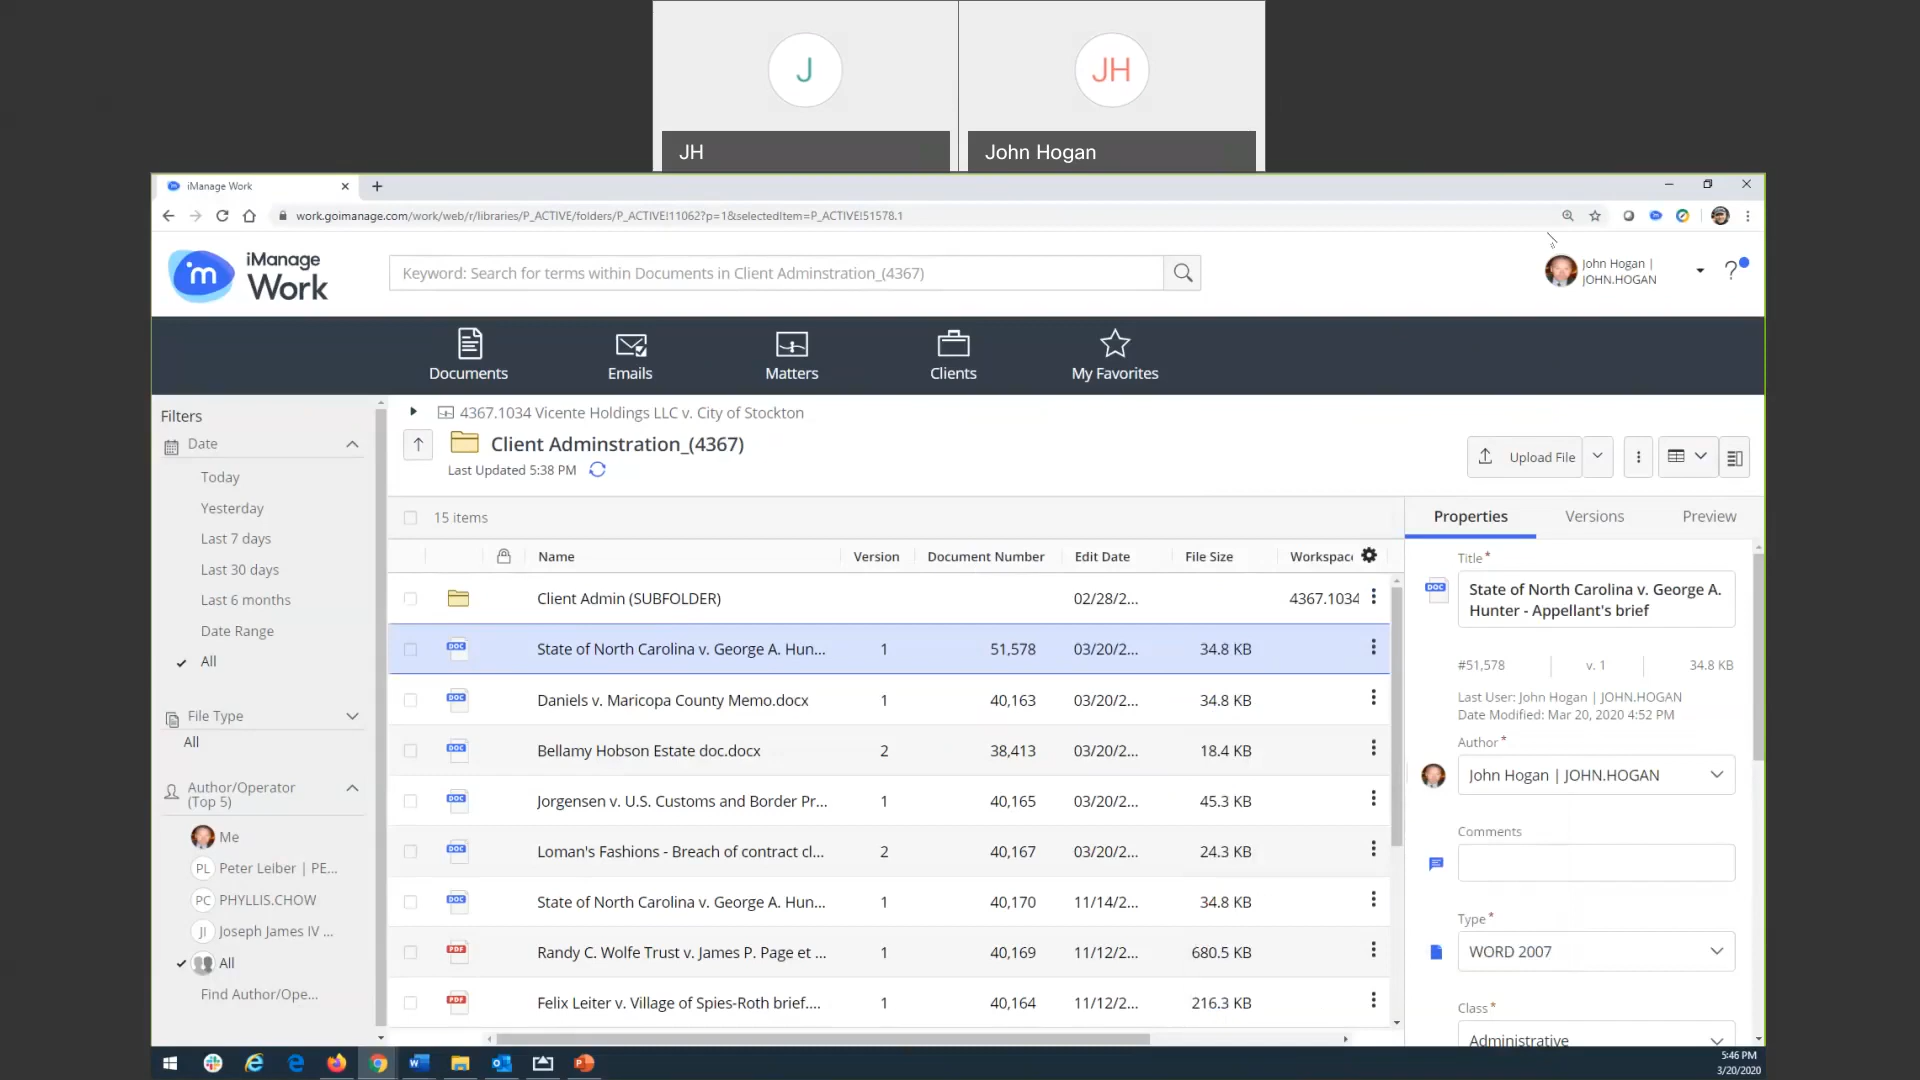 J
JH
JH
John Hogan
iManage Work
work.goimanage.com/work/web/r/libraries/P_ACTIVE/folders/P_ACTIVE!11062?p=1&selectedItem=P_ACTIVE!51578.1
m
iManage
Work
Keyword: Search for terms within Documents in Client Adminstration_(4367)
John Hogan |
JOHN.HOGAN
?
Documents
Emails
Matters
Clients
My Favorites
Filters
Date
Today
Yesterday
Last 7 days
Last 30 days
Last 6 months
Date Range
All
File Type
All
Author/Operator
(Top 5)
Me
PL Peter Leiber | PE...
PC PHYLLIS.CHOW
JI Joseph James IV ...
All
Find Author/Ope...
4367.1034 Vicente Holdings LLC v. City of Stockton
Client Adminstration_(4367)
Last Updated 5:38 PM
Upload File
15 items
Name Version Document Number Edit Date File Size Workspac
Client Admin (SUBFOLDER) 02/28/2... 4367.1034
DOC State of North Carolina v. George A. Hun... 1 51,578 03/20/2... 34.8 KB
DOC Daniels v. Maricopa County Memo.docx 1 40,163 03/20/2... 34.8 KB
DOC Bellamy Hobson Estate doc.docx 2 38,413 03/20/2... 18.4 KB
DOC Jorgensen v. U.S. Customs and Border Pr... 1 40,165 03/20/2... 45.3 KB
DOC Loman's Fashions - Breach of contract cl... 2 40,167 03/20/2... 24.3 KB
DOC State of North Carolina v. George A. Hun... 1 40,170 11/14/2... 34.8 KB
PDF Randy C. Wolfe Trust v. James P. Page et ... 1 40,169 11/12/2... 680.5 KB
PDF Felix Leiter v. Village of Spies-Roth brief.... 1 40,164 11/12/2... 216.3 KB
Properties Versions Preview
Title*
DOC
State of North Carolina v. George A.
Hunter - Appellant's brief
#51,578 v. 1 34.8 KB
Last User: John Hogan | JOHN.HOGAN
Date Modified: Mar 20, 2020 4:52 PM
Author*
John Hogan | JOHN.HOGAN
Comments
Type*
WORD 2007
Class*
Administrative
5:46 PM
3/20/2020